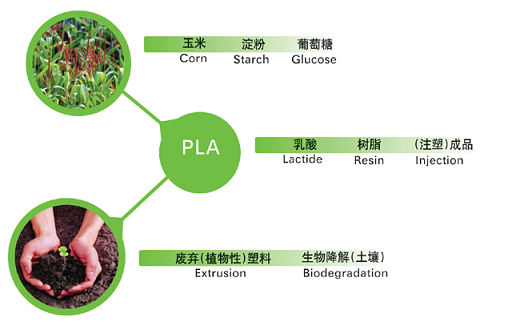 玉米 淀粉 葡萄糖
Corn Starch Glucose
PLA
乳酸 树脂 (注塑)成品
Lactide Resin Injection
废弃(植物性)塑料 生物降解(土壤)
Extrusion Biodegradation